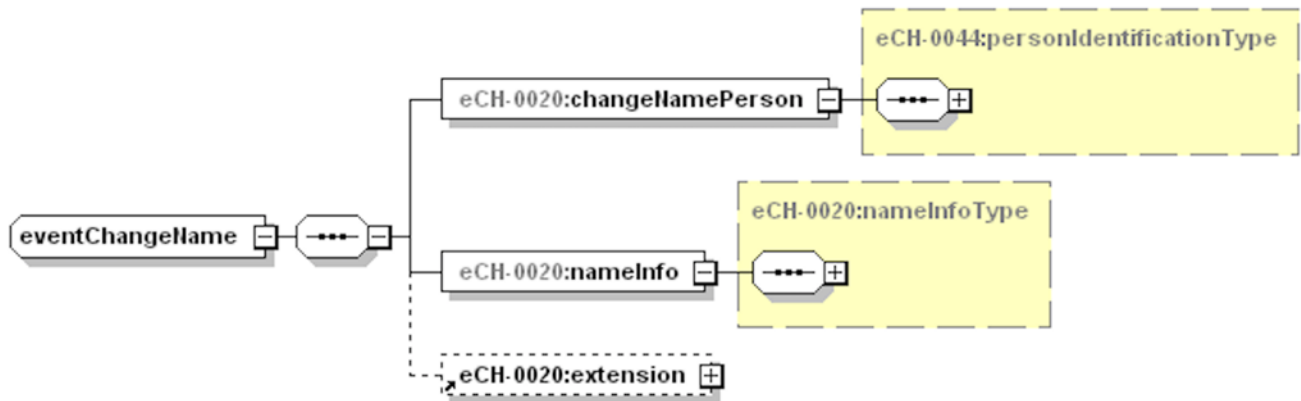 eCH-0044:personIdentificationType
eCH-0020:changeNamePerson
eCH-0020:nameInfoType
eventChangeName
eCH-0020:nameInfo
eCH-0020:extension